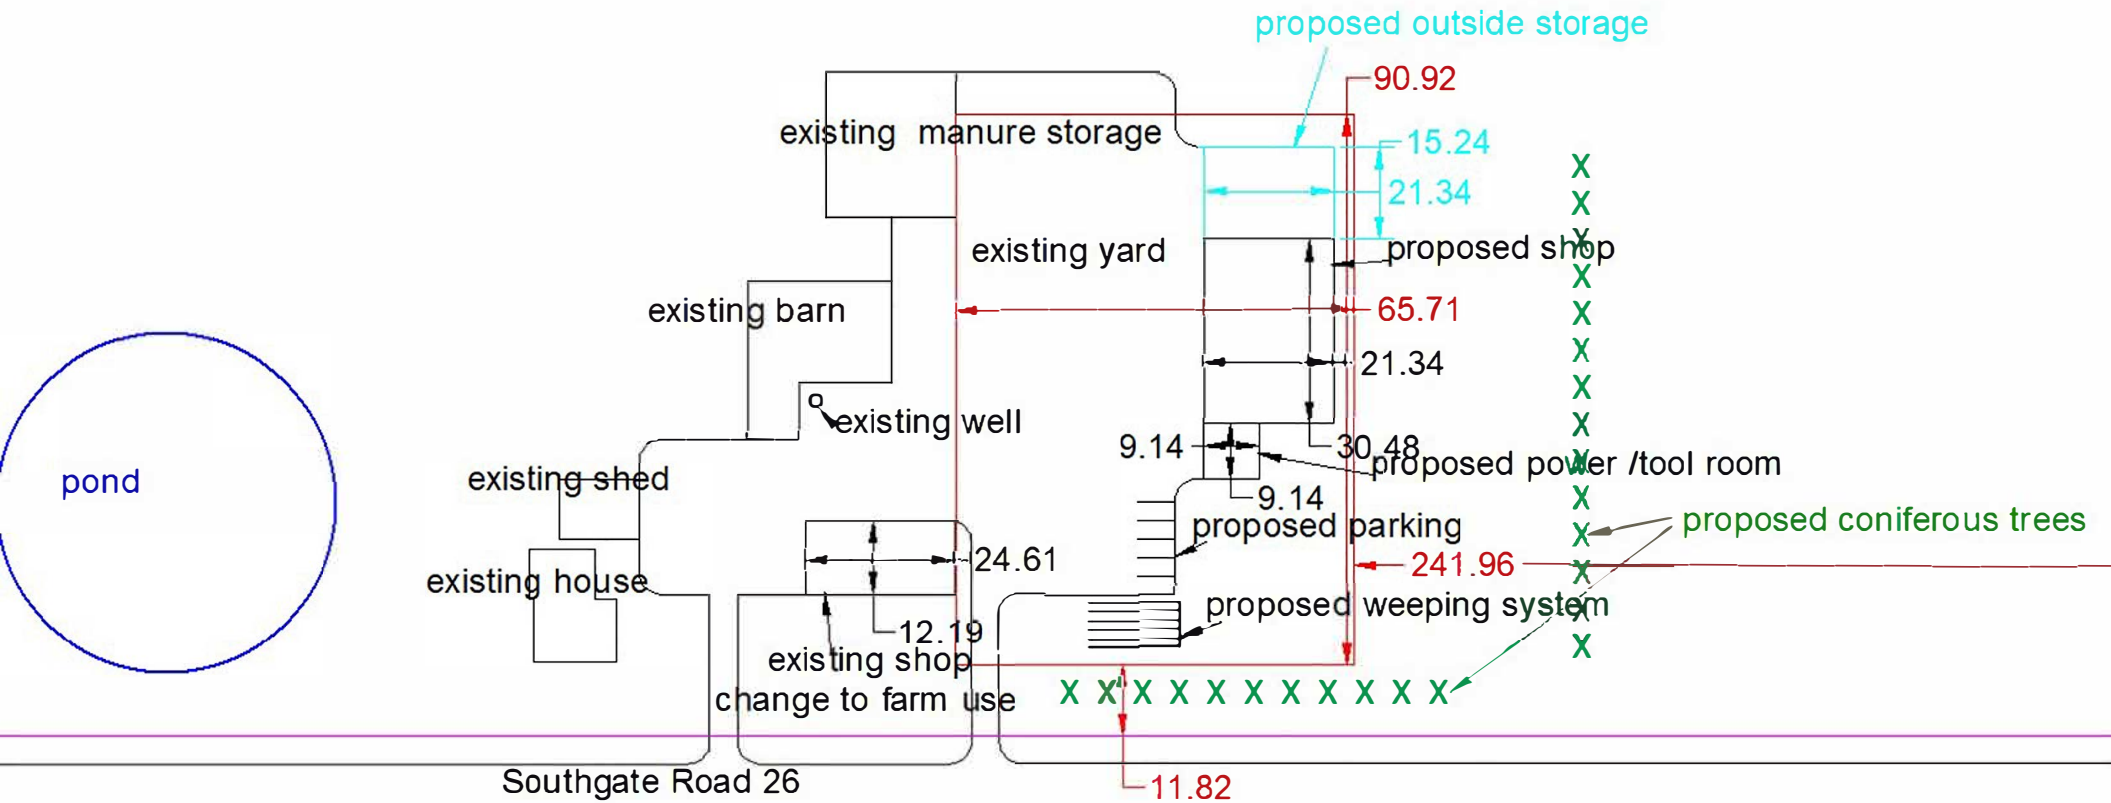 proposed outside storage
90.92
existing manure storage
15.24
21.34
existing yard
proposed shop
existing barn
65.71
21.34
existing well
9.14
30.48
proposed power /tool room
pond
existing shed
9.14
proposed parking
proposed coniferous trees
24.61
241.96
existing house
proposed weeping system
12.19
existing shop
change to farm use
X X X X X X X X X X X
X
X
X
X
X
X
X
X
X
X
X
X
X
X
Southgate Road 26
11.82